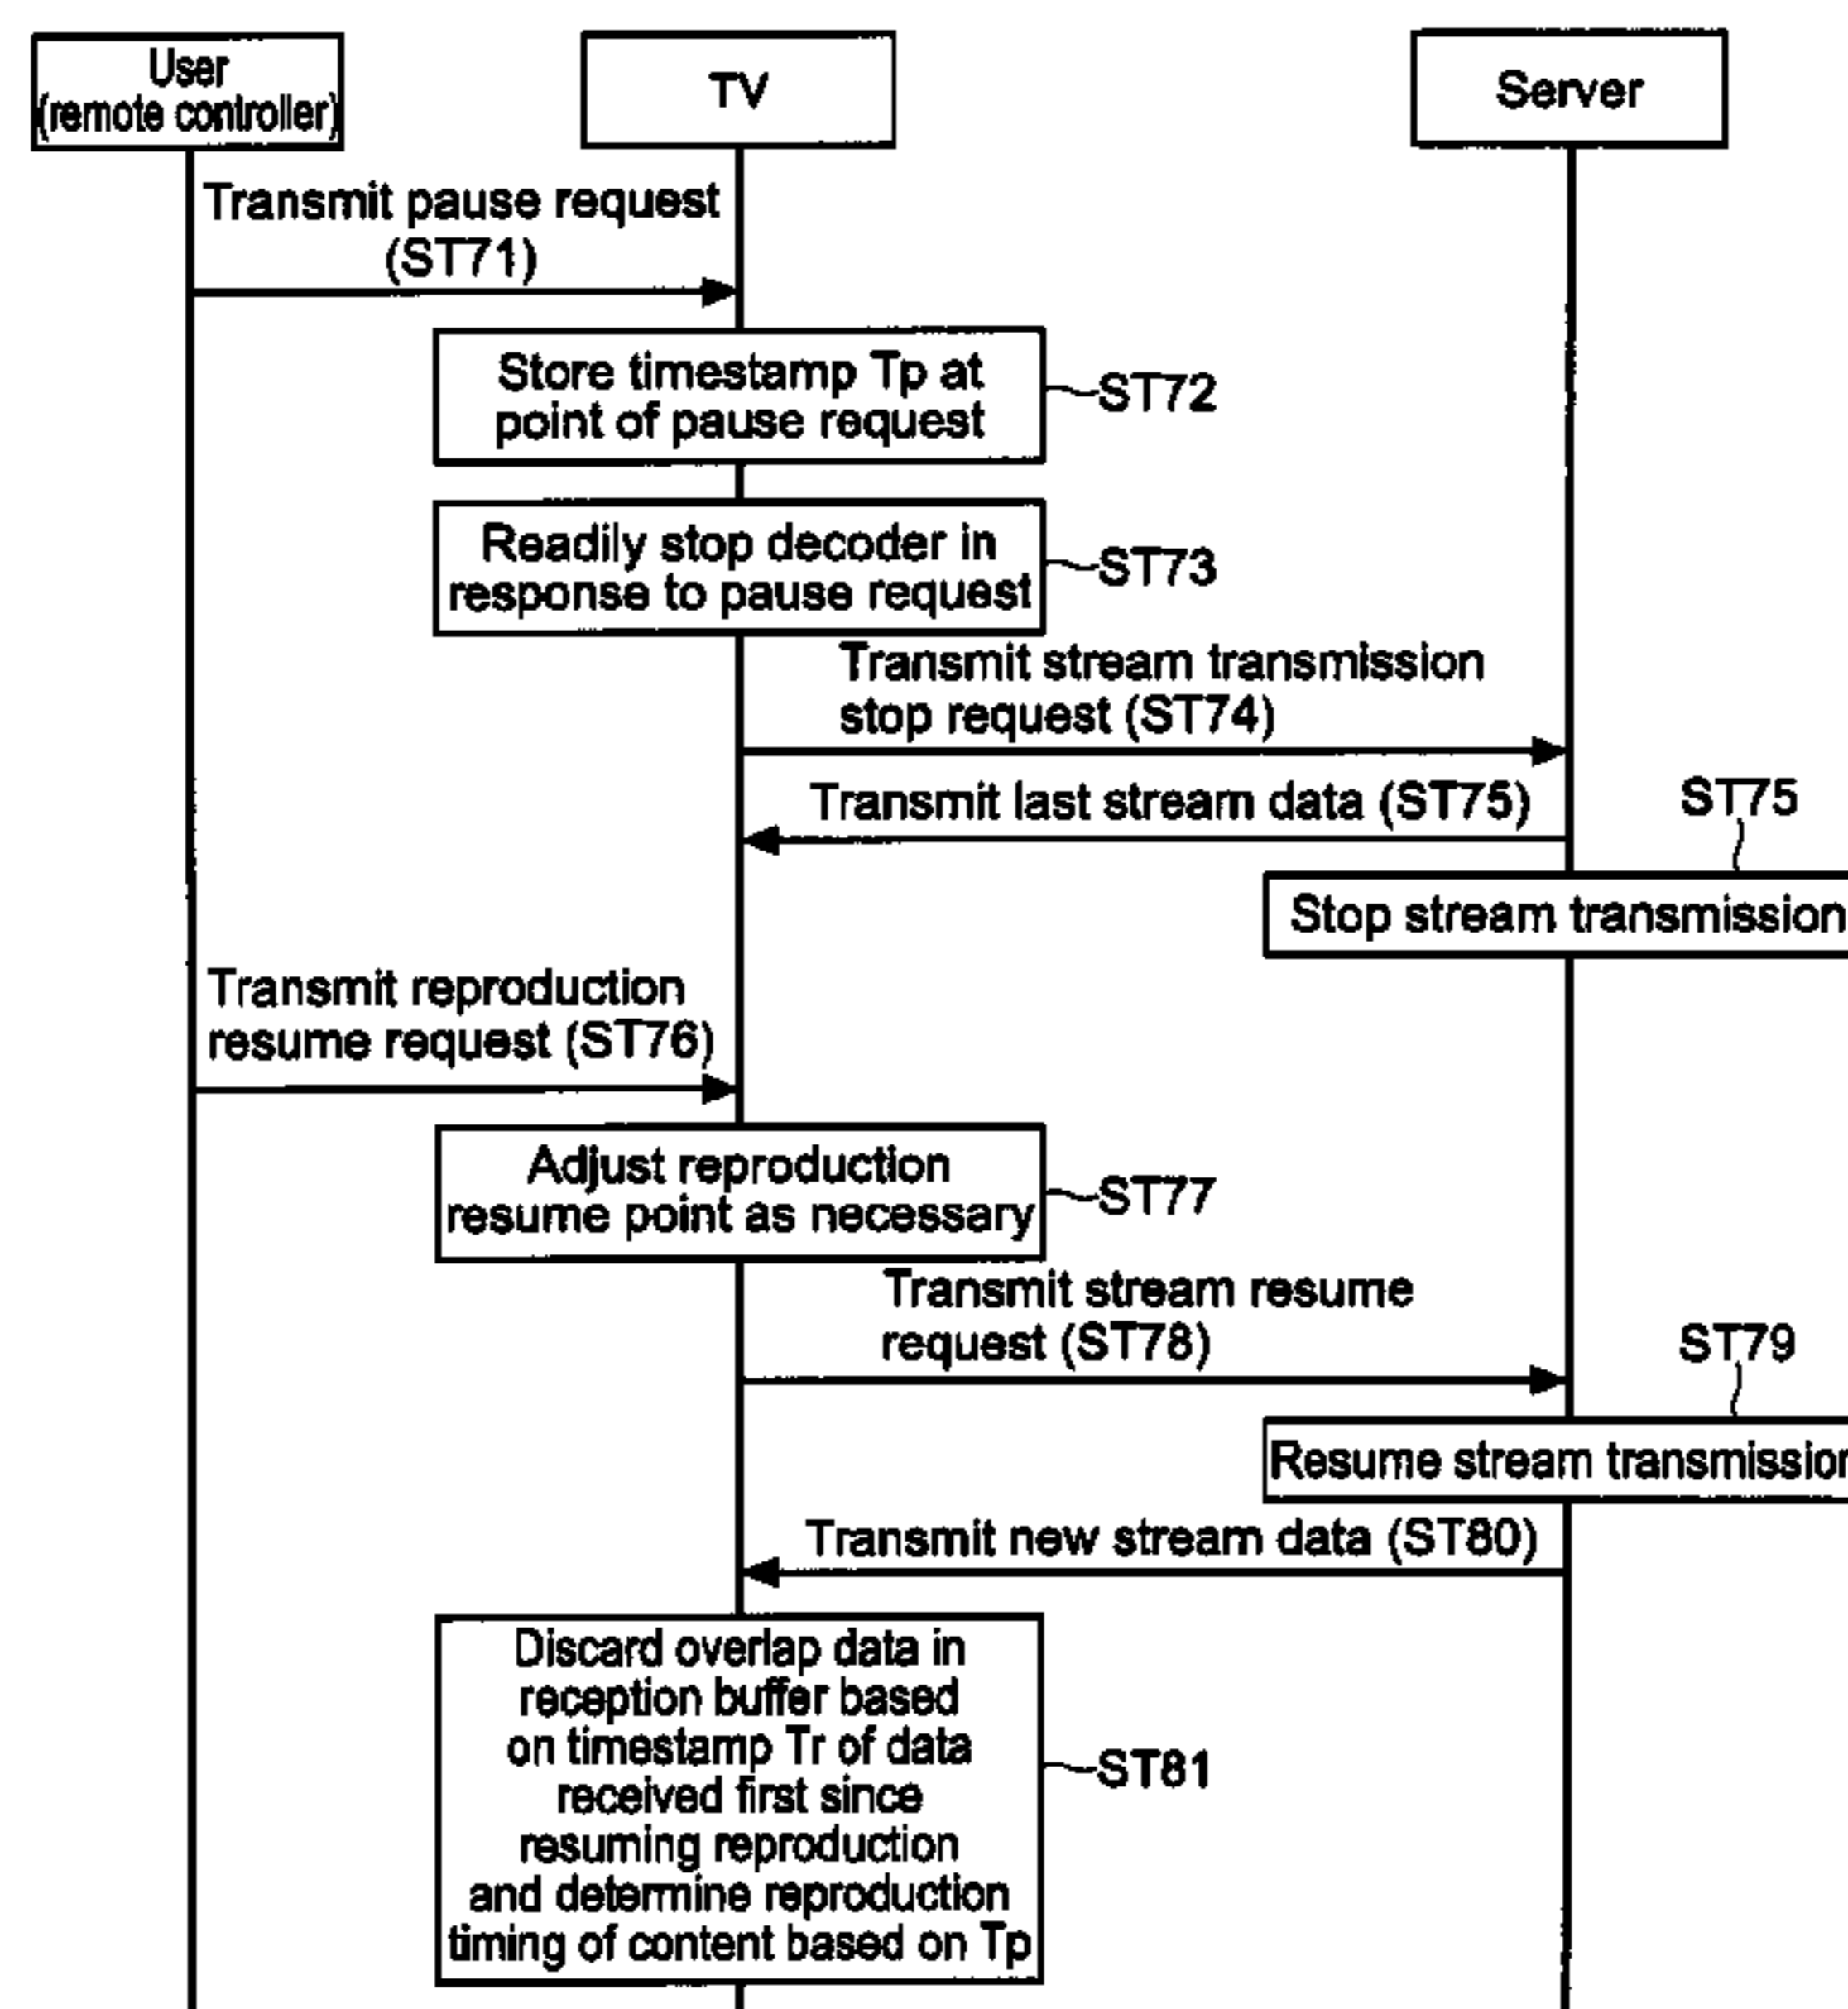 User
(remote controller)
TV
Server
Transmit pause request
(ST71)
Store timestamp Tp at
point of pause request
ST72
Readily stop decoder in
response to pause request
ST73
Transmit stream transmission
stop request (ST74)
Transmit last stream data (ST75)
ST75
Stop stream transmission
Transmit reproduction
resume request (ST76)
Adjust reproduction
resume point as necessary
ST77
Transmit stream resume
request (ST78)
ST79
Resume stream transmission
Transmit new stream data (ST80)
Discard overlap data in
reception buffer based
on timestamp Tr of data
received first since
resuming reproduction
and determine reproduction
timing of content based on Tp
ST81